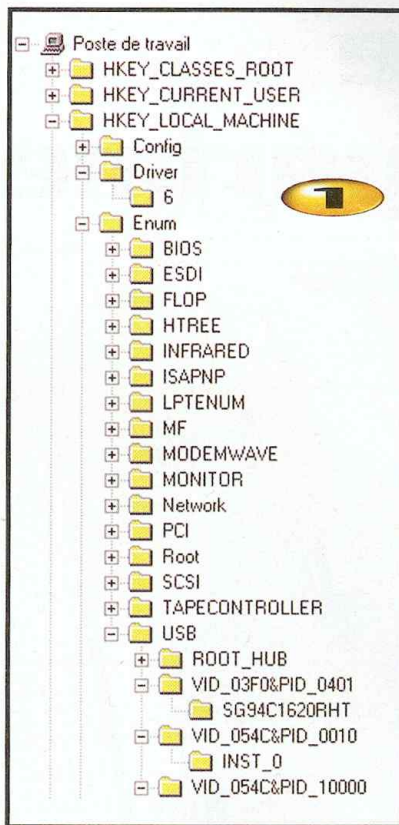 Poste de travail
HKEY_CLASSES_ROOT
HKEY_CURRENT_USER
HKEY_LOCAL_MACHINE
Config
Driver
6
1
Enum
BIOS
ESDI
FLOP
HTREE
INFRARED
ISAPNP
LPTENUM
MF
MODEMWAVE
MONITOR
Network
PCI
Root
SCSI
TAPECONTROLLER
USB
ROOT_HUB
VID_03F0&PID_0401
SG94C1620RHT
VID_054C&PID_0010
INST_0
VID_054C&PID_10000